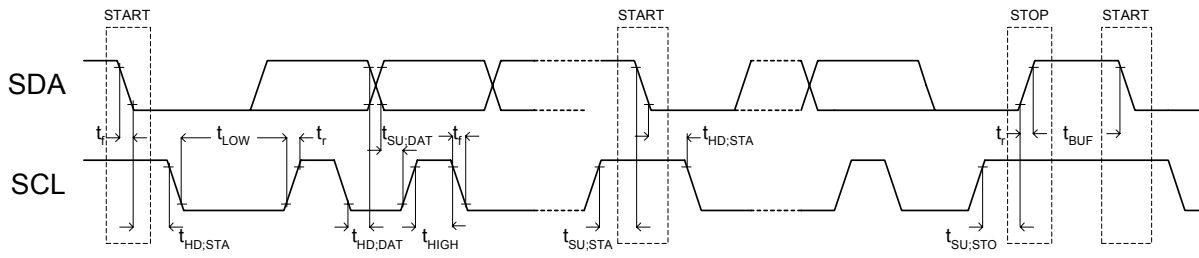 START START STOP START
SDA
t_f t_LOW t_r t_SU;DAT t_f t_HD;STA t_r t_BUF
SCL
t_HD;STA t_HD;DAT t_HIGH t_SU;STA t_SU;STO